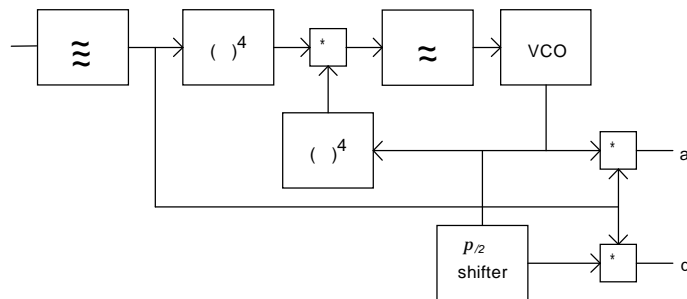 ≋
( )⁴
*
≈
VCO
( )⁴
*
a
p/2
shifter
*